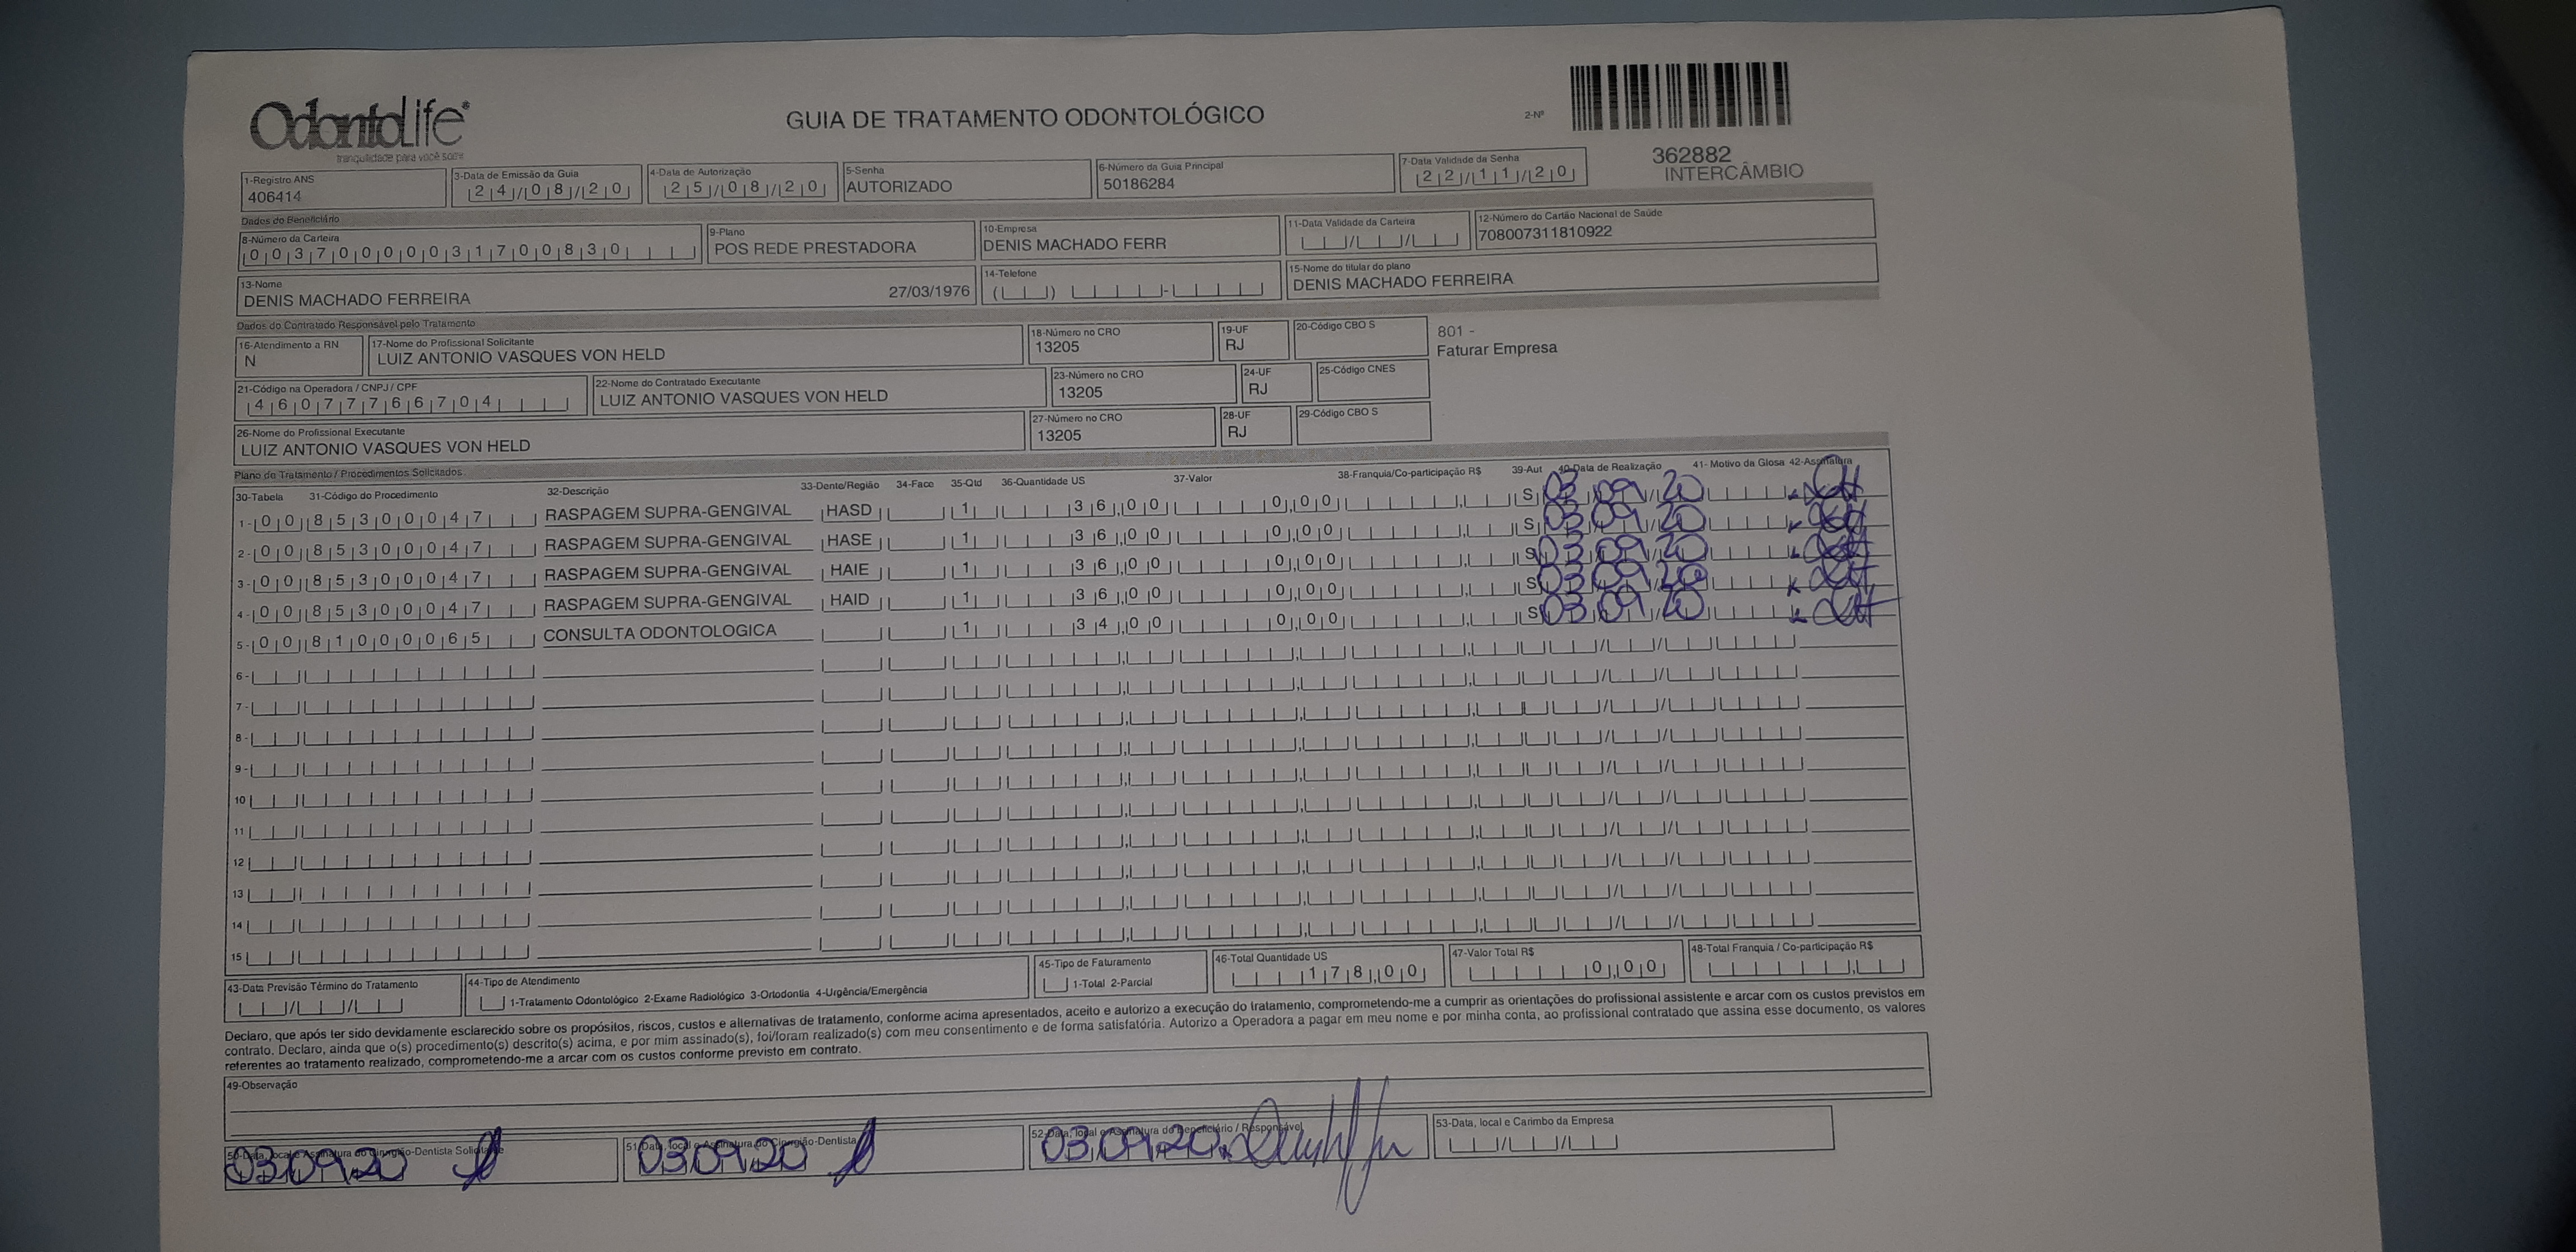 OdontoLife®
tranquilidade para você sorrir
GUIA DE TRATAMENTO ODONTOLÓGICO
2-Nº
362882
INTERCÂMBIO
1-Registro ANS
406414
3-Data de Emissão da Guia
24/08/20
4-Data de Autorização
25/08/20
5-Senha
AUTORIZADO
6-Número da Guia Principal
50186284
7-Data Validade da Senha
22/11/20
Dados do Beneficiário
8-Número da Carteira
00370000031700830
9-Plano
POS REDE PRESTADORA
10-Empresa
DENIS MACHADO FERR
11-Data Validade da Carteira
12-Número do Cartão Nacional de Saúde
708007311810922
13-Nome
DENIS MACHADO FERREIRA 27/03/1976
14-Telefone
15-Nome do titular do plano
DENIS MACHADO FERREIRA
Dados do Contratado Responsável pelo Tratamento
16-Atendimento a RN
N
17-Nome do Profissional Solicitante
LUIZ ANTONIO VASQUES VON HELD
18-Número no CRO
13205
19-UF
RJ
20-Código CBO S
801 -
Faturar Empresa
21-Código na Operadora / CNPJ / CPF
46077766704
22-Nome do Contratado Executante
LUIZ ANTONIO VASQUES VON HELD
23-Número no CRO
13205
24-UF
RJ
25-Código CNES
26-Nome do Profissional Executante
LUIZ ANTONIO VASQUES VON HELD
27-Número no CRO
13205
28-UF
RJ
29-Código CBO S
Plano de Tratamento / Procedimentos Solicitados
30-Tabela 31-Código do Procedimento 32-Descrição 33-Dente/Região 34-Face 35-Qtd 36-Quantidade US 37-Valor 38-Franquia/Co-participação R$ 39-Aut 40-Data de Realização 41- Motivo da Glosa 42-Assinatura
1- 00 85300047 RASPAGEM SUPRA-GENGIVAL HASD 1 36,00 0,00 S 03/09/20
2- 00 85300047 RASPAGEM SUPRA-GENGIVAL HASE 1 36,00 0,00 S 03/09/20
3- 00 85300047 RASPAGEM SUPRA-GENGIVAL HAIE 1 36,00 0,00 S 03/09/20
4- 00 85300047 RASPAGEM SUPRA-GENGIVAL HAID 1 36,00 0,00 S 03/09/20
5- 00 81000065 CONSULTA ODONTOLOGICA 1 34,00 0,00 S 03/09/20
6-
7-
8-
9-
10
11
12
13
14
15
43-Data Previsão Término do Tratamento
44-Tipo de Atendimento
1-Tratamento Odontológico 2-Exame Radiológico 3-Ortodontia 4-Urgência/Emergência
45-Tipo de Faturamento
1-Total 2-Parcial
46-Total Quantidade US
178,00
47-Valor Total R$
0,00
48-Total Franquia / Co-participação R$
Declaro, que após ter sido devidamente esclarecido sobre os propósitos, riscos, custos e alternativas de tratamento, conforme acima apresentados, aceito e autorizo a execução do tratamento, comprometendo-me a cumprir as orientações do profissional assistente e arcar com os custos previstos em
contrato. Declaro, ainda que o(s) procedimento(s) descrito(s) acima, e por mim assinado(s), foi/foram realizado(s) com meu consentimento e de forma satisfatória. Autorizo a Operadora a pagar em meu nome e por minha conta, ao profissional contratado que assina esse documento, os valores
referentes ao tratamento realizado, comprometendo-me a arcar com os custos conforme previsto em contrato.
49-Observação
50-Data, local e Assinatura do Cirurgião-Dentista Solicitante
03.09.20
51-Data, local e Assinatura do Cirurgião-Dentista
03.09.20
52-Data, local e Assinatura do Beneficiário / Responsável
03.09.20
53-Data, local e Carimbo da Empresa